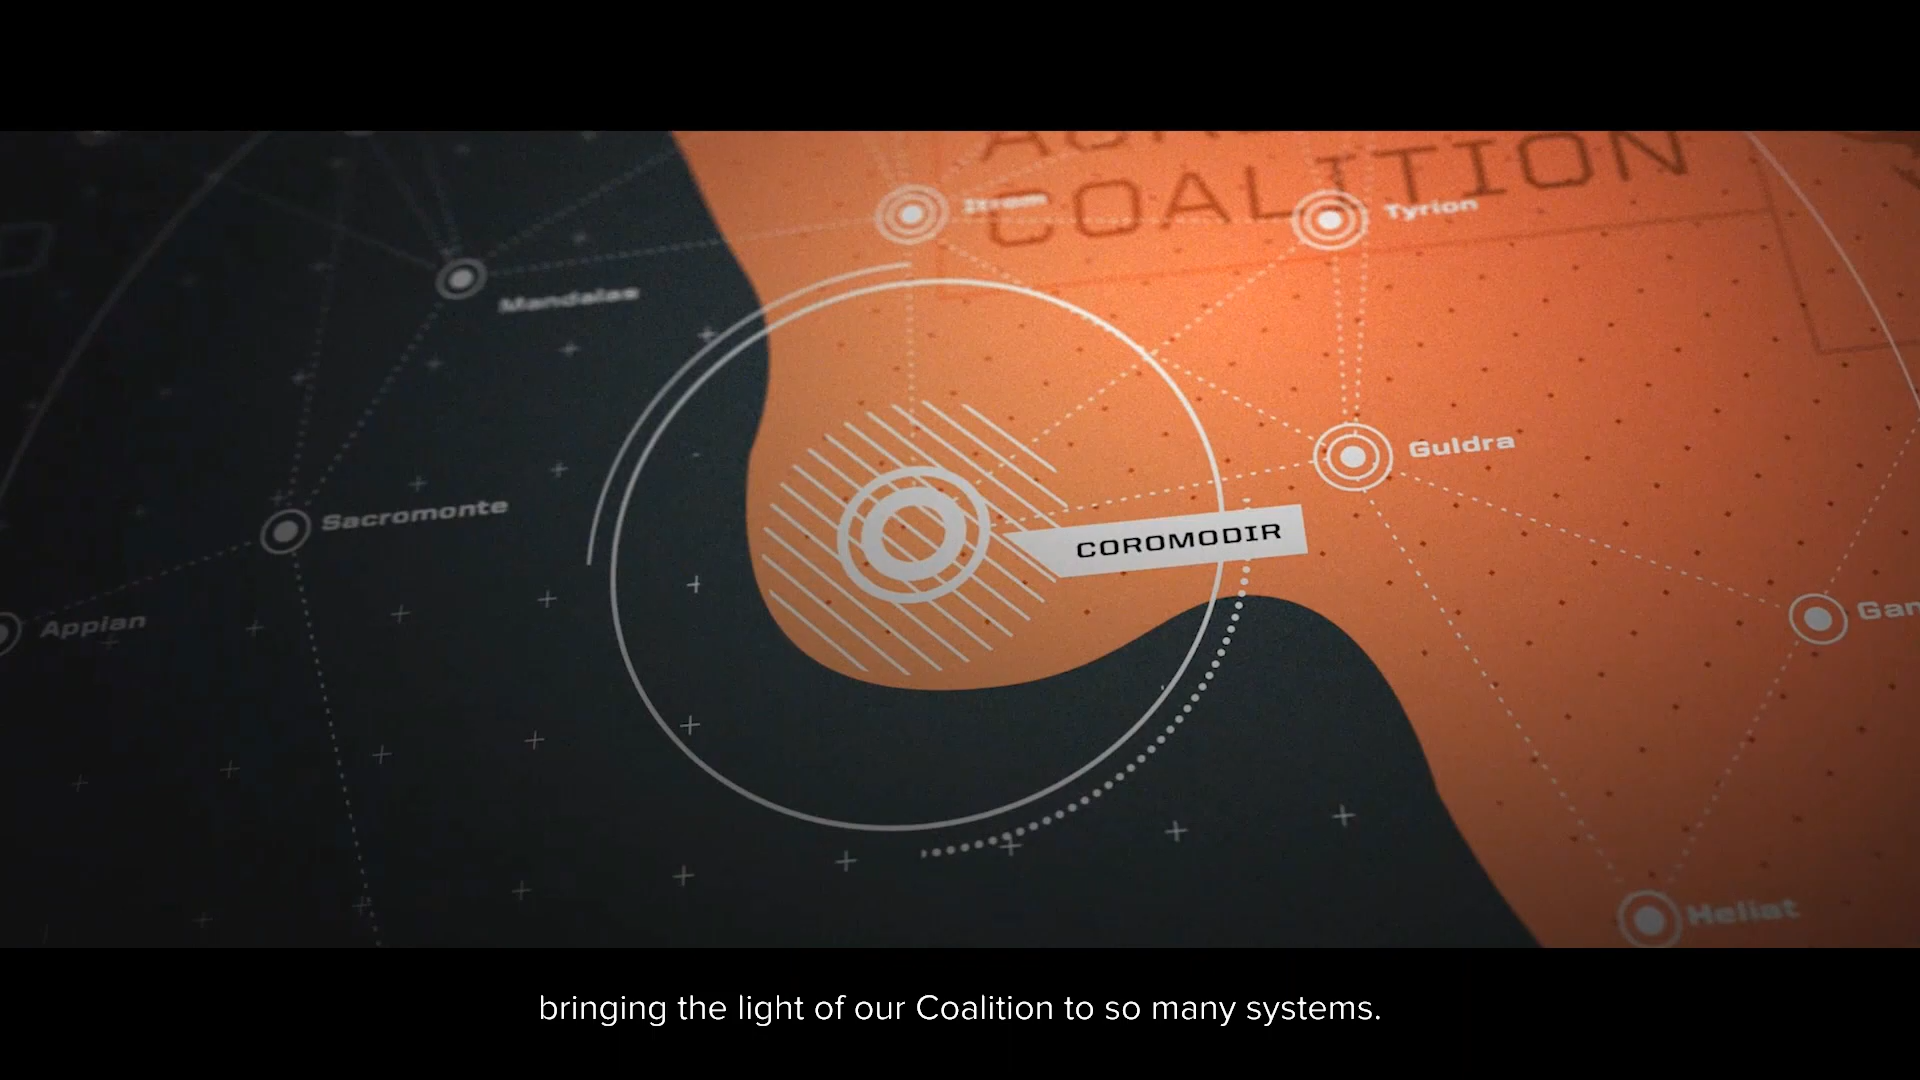 COALITION
Tyrion
Mandalas
Guldra
Sacromonte
COROMODIR
Appian
Heliat
bringing the light of our Coalition to so many systems.